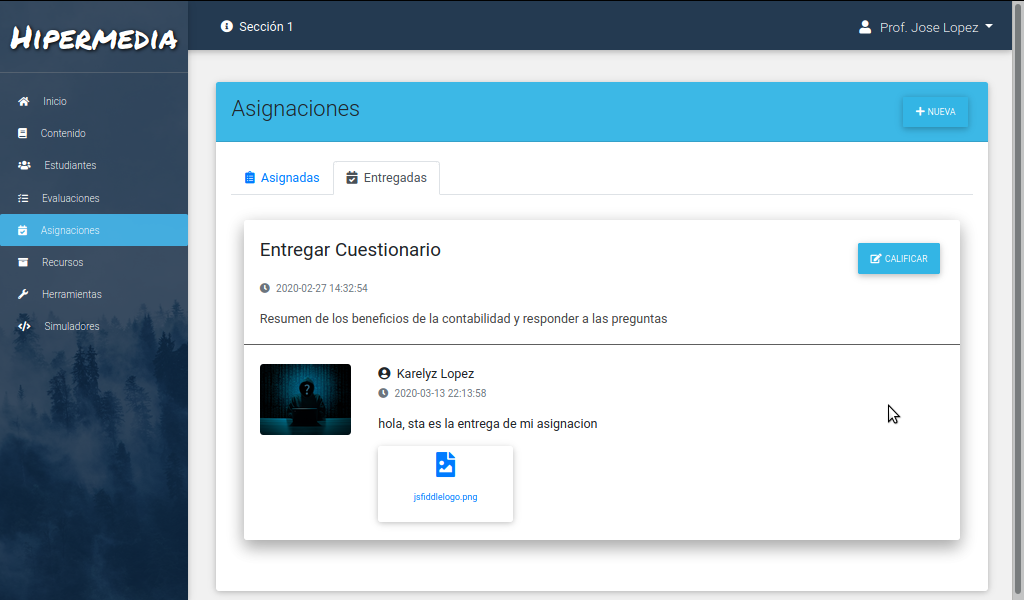 Hipermedia
Sección 1
Prof. Jose Lopez
Inicio
Contenido
Estudiantes
Evaluaciones
Asignaciones
Recursos
Herramientas
Simuladores
Asignaciones
NUEVA
Asignadas
Entregadas
Entregar Cuestionario
CALIFICAR
2020-02-27 14:32:54
Resumen de los beneficios de la contabilidad y responder a las preguntas
?
Karelyz Lopez
2020-03-13 22:13:58
hola, sta es la entrega de mi asignacion
jsfiddlelogo.png